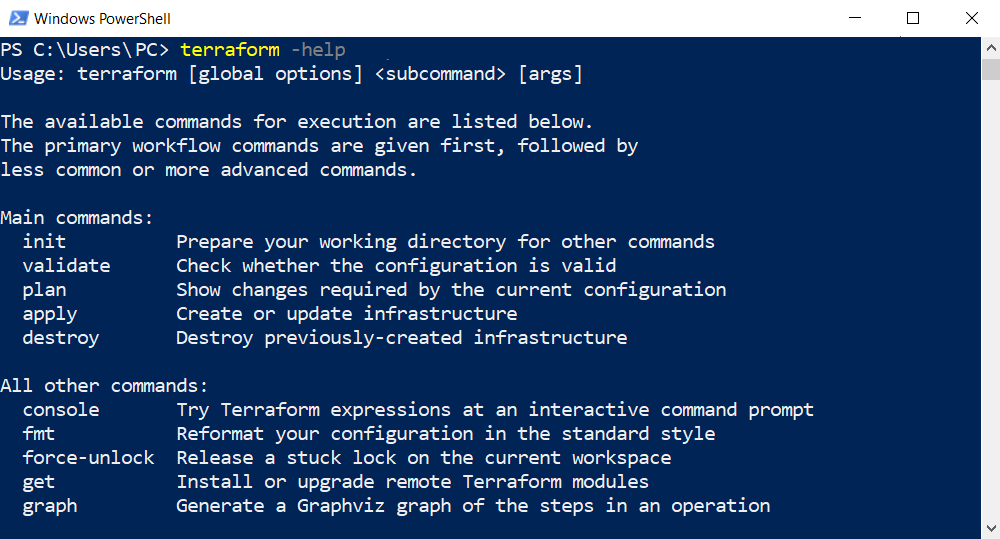 Windows PowerShell
PS C:\Users\PC> terraform -help
Usage: terraform [global options] <subcommand> [args]

The available commands for execution are listed below.
The primary workflow commands are given first, followed by
less common or more advanced commands.

Main commands:
  init          Prepare your working directory for other commands
  validate      Check whether the configuration is valid
  plan          Show changes required by the current configuration
  apply         Create or update infrastructure
  destroy       Destroy previously-created infrastructure

All other commands:
  console       Try Terraform expressions at an interactive command prompt
  fmt           Reformat your configuration in the standard style
  force-unlock  Release a stuck lock on the current workspace
  get           Install or upgrade remote Terraform modules
  graph         Generate a Graphviz graph of the steps in an operation